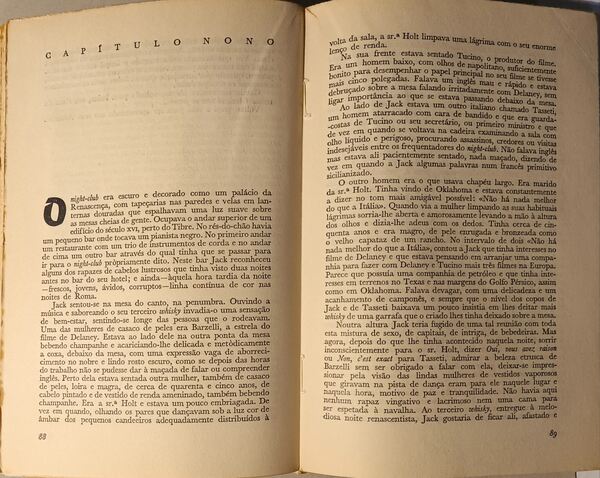 CAPÍTULO NONO
O night-club era escuro e decorado como um palácio da
Renascença, com tapeçarias nas paredes e velas em lan-
ternas douradas que espalhavam uma luz suave sobre
as mesas cheias de gente. Ocupava o andar superior de um
edifício do século XVI, perto do Tibre. No rés-do-chão havia
um pequeno bar onde tocava um pianista negro. No primeiro andar
um restaurante com um trio de instrumentos de corda e no andar
de cima um outro bar através do qual tinha que se passar para
ir para o night-club pròpriamente dito. Neste bar Jack reconheceu
alguns dos rapazes de cabelos lustrosos que tinha visto duas noites
antes no bar do seu hotel; e ainda—àquela hora tardia da noite
—frescos, jovens, ávidos, corruptos—linha contínua de cor nas
noites de Roma.
Jack sentou-se na mesa do canto, na penumbra. Ouvindo a
música e saboreando o seu terceiro whisky invadia-o uma sensação
de bem-estar, sentindo-se longe das pessoas que o rodeavam.
Uma das mulheres de casaco de peles era Barzelli, a estrela do
filme de Delaney. Estava ao lado dele na outra ponta da mesa
bebendo champanhe e acariciando-lhe delicada e metòdicamente
a coxa, debaixo da mesa, com uma expressão vaga de aborreci-
mento no nobre e lindo rosto escuro, como se depois das horas
do trabalho não se pudesse dar à maçada de falar ou compreender
inglês. Perto dela estava sentada outra mulher, também de casaco
de peles, loira e magra, de cerca de quarenta e cinco anos, de
cabelo pintado e de vestido de renda ameninado, também bebendo
champanhe. Era a sr.ª Holt e estava um pouco embriagada. De
vez em quando, olhando os pares que dançavam sob a luz cor de
âmbar dos pequenos candeeiros adequadamente distribuídos à
88
volta da sala, a sr.ª Holt limpava uma lágrima com o seu enorme
lenço de renda.
Na sua frente estava sentado Tucino, o produtor do filme.
Era um homem baixo, com olhos de napolitano, suficientemente
bonito para desempenhar o papel principal no seu filme se tivesse
mais cinco polegadas. Falava um inglês mau e rápido e estava
debruçado sobre a mesa falando irritadamente com Delaney, sem
ligar importância ao que se estava passando debaixo da mesa.
Ao lado de Jack estava um outro italiano chamado Tasseti,
um homem atarracado com cara de bandido e que era guarda-
-costas de Tucino ou seu secretário, ou primeiro ministro e que
de vez em quando se voltava na cadeira examinando a sala com
olho líquido e perigoso, procurando assassinos, credores ou visitas
indesejáveis entre os frequentadores do night-club. Não falava inglês
mas estava ali pacientemente sentado, nada maçado, dizendo de
vez em quando a Jack algumas palavras num francês primitivo
sicilianizado.
O outro homem era o que usava chapéu largo. Era marido
da sr.ª Holt. Tinha vindo de Oklahoma e estava constantemente
a dizer no tom mais amigável possível: «Não há nada melhor
do que a Itália». Quando via a mulher limpando as suas habituais
lágrimas sorria-lhe aberta e amorosamente levando a mão à altura
dos olhos e dizia-lhe adeus com os dedos. Tinha cerca de cin-
coenta anos e era magro, de pele enrugada e bronzeada como
o velho capataz de um rancho. No intervalo de dois «Não há
nada melhor do que a Itália», contou a Jack que tinha interesses no
filme de Delaney e que estava pensando em arranjar uma compa-
nhia para fazer com Delaney e Tucino mais três filmes na Europa.
Parece que possuía uma companhia de petróleo e que tinha inte-
resses em terrenos no Texas e nas margens do Golfo Pérsico, assim
como em Oklahoma. Falava devagar, com uma delicadeza e um
acanhamento de camponês, e sempre que o nível dos copos de
Jack e de Tasseti baixava um pouco insistia em lhes deitar mais
whisky de uma garrafa que o criado lhes tinha deixado sobre a mesa.
Noutra altura Jack teria fugido de uma tal reunião com toda
esta mistura de sexo, de capitais, de intriga, de bebedeiras. Mas
agora, depois do que lhe tinha acontecido naquela noite, sorrir
inconscientemente para o sr. Holt, dizer Oui, vous avez raison
ou Non, c'est exact para Tasseti, admirar a beleza etrusca de
Barzelli sem ser obrigado a falar com ela, deixar-se impres-
sionar pela visão das lindas mulheres de vestidos vaporosos
que giravam na pista de dança eram para ele naquele lugar e
naquela hora, motivo de paz e tranquilidade. Não havia aqui
nenhum rapaz vingativo e lacrimoso nem uma cama para
ser espetada à navalha. Ao terceiro whisky, entregue à melo-
diosa noite renascentista, Jack gostaria de ficar ali, afastado e
89